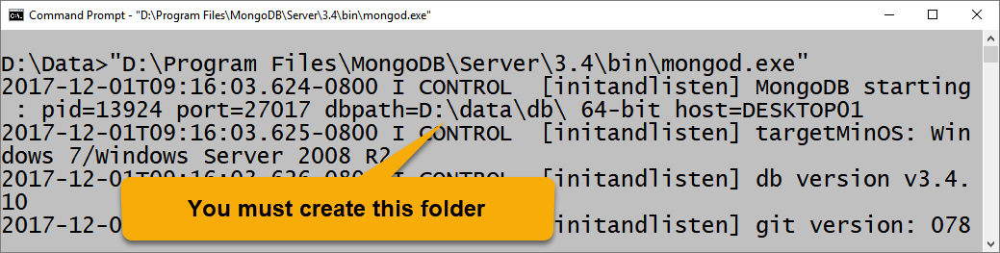 Command Prompt - "D:\Program Files\MongoDB\Server\3.4\bin\mongod.exe"
D:\Data>"D:\Program Files\MongoDB\Server\3.4\bin\mongod.exe"
2017-12-01T09:16:03.624-0800 I CONTROL  [initandlisten] MongoDB starting
 : pid=13924 port=27017 dbpath=D:\data\db\ 64-bit host=DESKTOP01
2017-12-01T09:16:03.625-0800 I CONTROL  [initandlisten] targetMinOS: Win
dows 7/Windows Server 2008 R2
2017-12-01T09:16:03.626-0800 I CONTROL  [initandlisten] db version v3.4.
10
2017-12-0 [initandlisten] git version: 078
You must create this folder